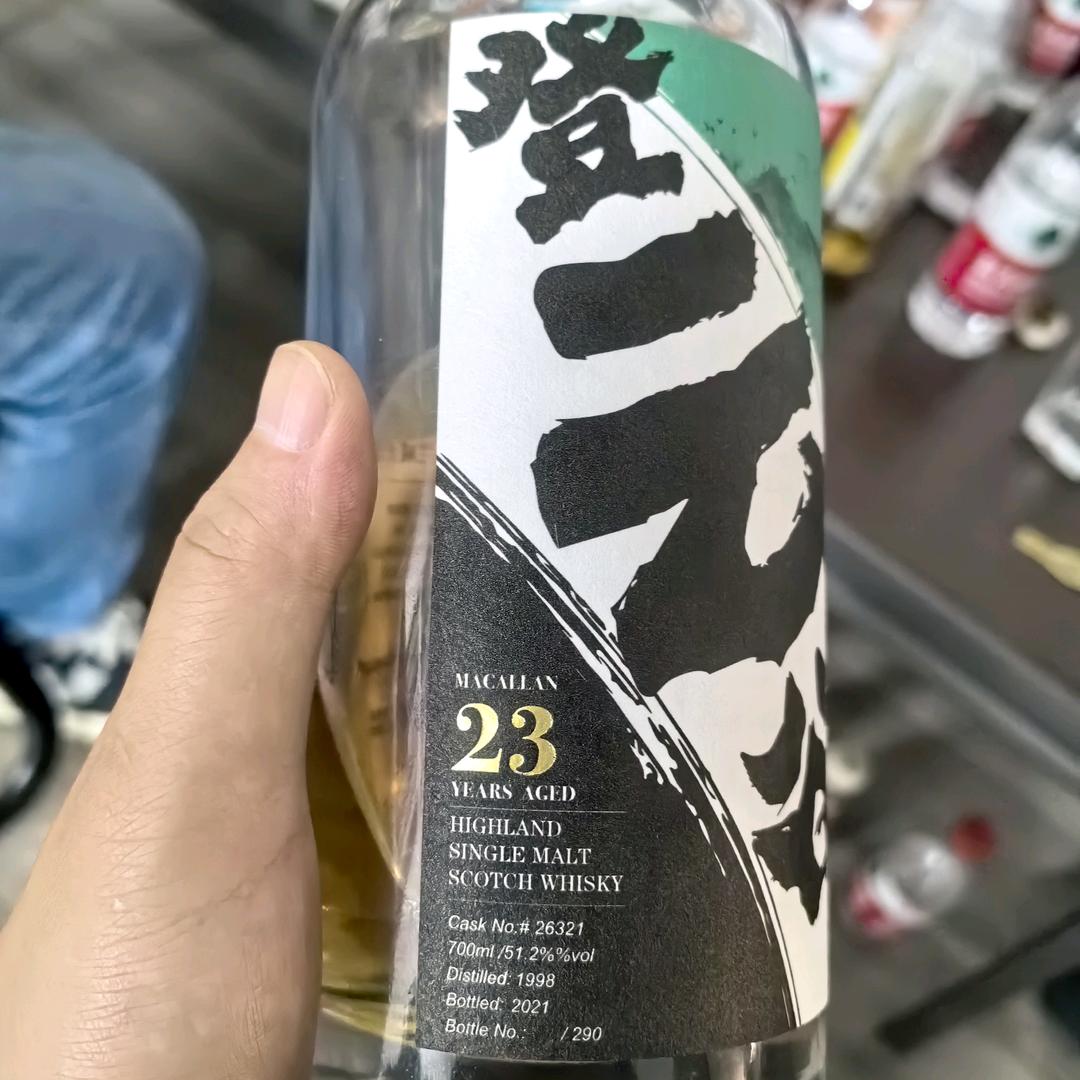 MACALLAN
23
YEARS AGED
HIGHLAND
SINGLE MALT
SCOTCH WHISKY
Cask No.:# 26321
700ml /51.2%%vol
Distilled: 1998
Bottled: 2021
Bottle No.: / 290